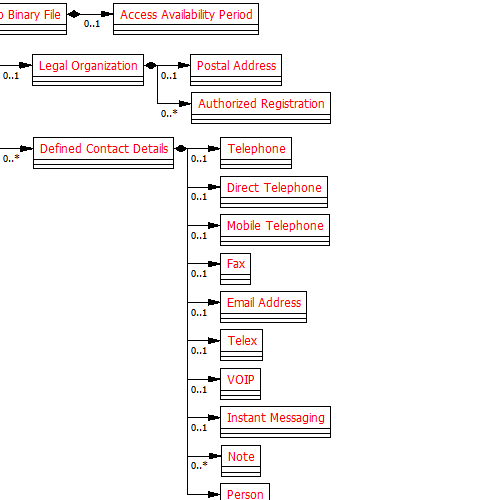 o Binary File
0..1
Access Availability Period
0..1
Legal Organization
0..1
Postal Address
0..*
Authorized Registration
0..*
Defined Contact Details
0..1
Telephone
0..1
Direct Telephone
0..1
Mobile Telephone
0..1
Fax
0..1
Email Address
0..1
Telex
0..1
VOIP
0..1
Instant Messaging
0..*
Note
Person